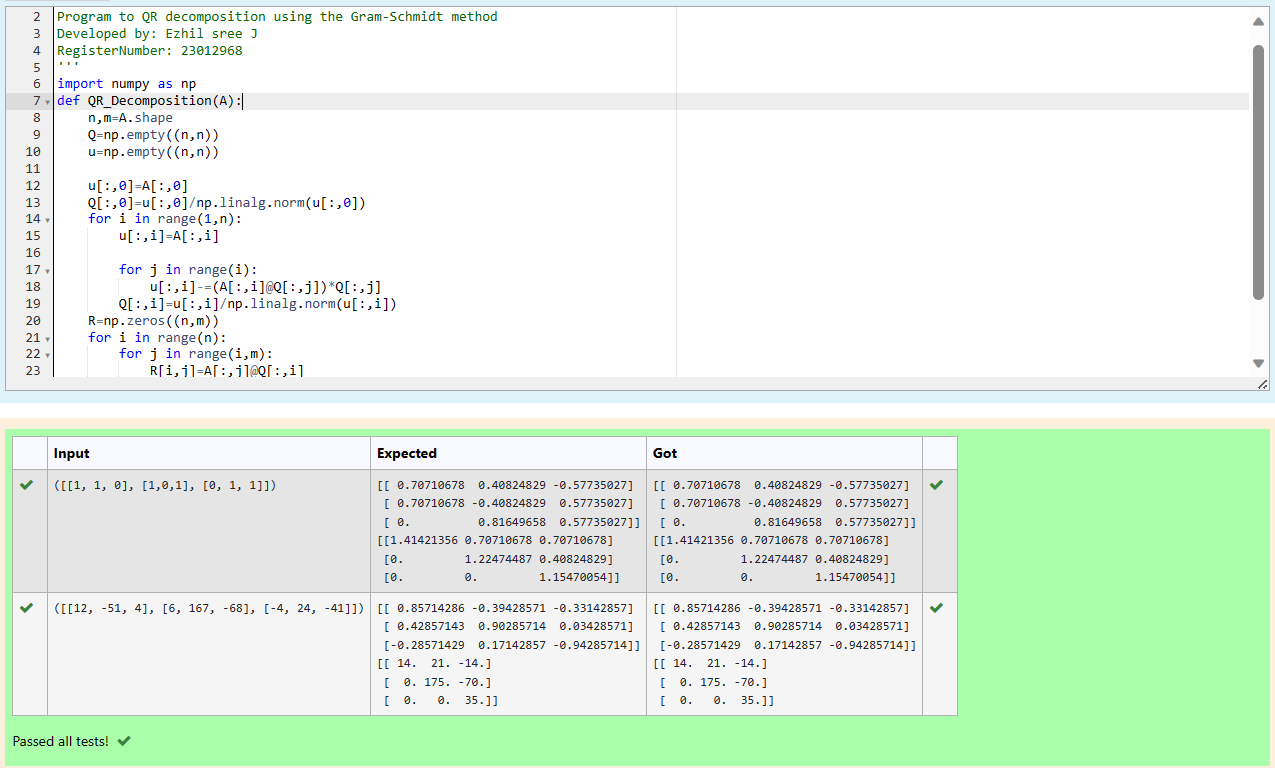 2 Program to QR decomposition using the Gram-Schmidt method
3 Developed by: Ezhil sree J
4 RegisterNumber: 23012968
5 '''
6 import numpy as np
7 def QR_Decomposition(A):
8     n,m=A.shape
9     Q=np.empty((n,n))
10     u=np.empty((n,n))
11
12     u[:,0]=A[:,0]
13     Q[:,0]=u[:,0]/np.linalg.norm(u[:,0])
14     for i in range(1,n):
15         u[:,i]=A[:,i]
16
17         for j in range(i):
18             u[:,i]-=(A[:,i]@Q[:,j])*Q[:,j]
19         Q[:,i]=u[:,i]/np.linalg.norm(u[:,i])
20     R=np.zeros((n,m))
21     for i in range(n):
22         for j in range(i,m):
23             R[i,j]=A[:,j]@Q[:,i]
Input Expected Got
([[1, 1, 0], [1,0,1], [0, 1, 1]])
[[ 0.70710678  0.40824829 -0.57735027]
[ 0.70710678 -0.40824829  0.57735027]
[ 0.          0.81649658  0.57735027]]
[[1.41421356 0.70710678 0.70710678]
[0.         1.22474487 0.40824829]
[0.         0.         1.15470054]]
[[ 0.70710678  0.40824829 -0.57735027]
[ 0.70710678 -0.40824829  0.57735027]
[ 0.          0.81649658  0.57735027]]
[[1.41421356 0.70710678 0.70710678]
[0.         1.22474487 0.40824829]
[0.         0.         1.15470054]]
([[12, -51, 4], [6, 167, -68], [-4, 24, -41]])
[[ 0.85714286 -0.39428571 -0.33142857]
[ 0.42857143  0.90285714  0.03428571]
[-0.28571429  0.17142857 -0.94285714]]
[[ 14.  21. -14.]
[  0. 175. -70.]
[  0.   0.  35.]]
[[ 0.85714286 -0.39428571 -0.33142857]
[ 0.42857143  0.90285714  0.03428571]
[-0.28571429  0.17142857 -0.94285714]]
[[ 14.  21. -14.]
[  0. 175. -70.]
[  0.   0.  35.]]
Passed all tests!